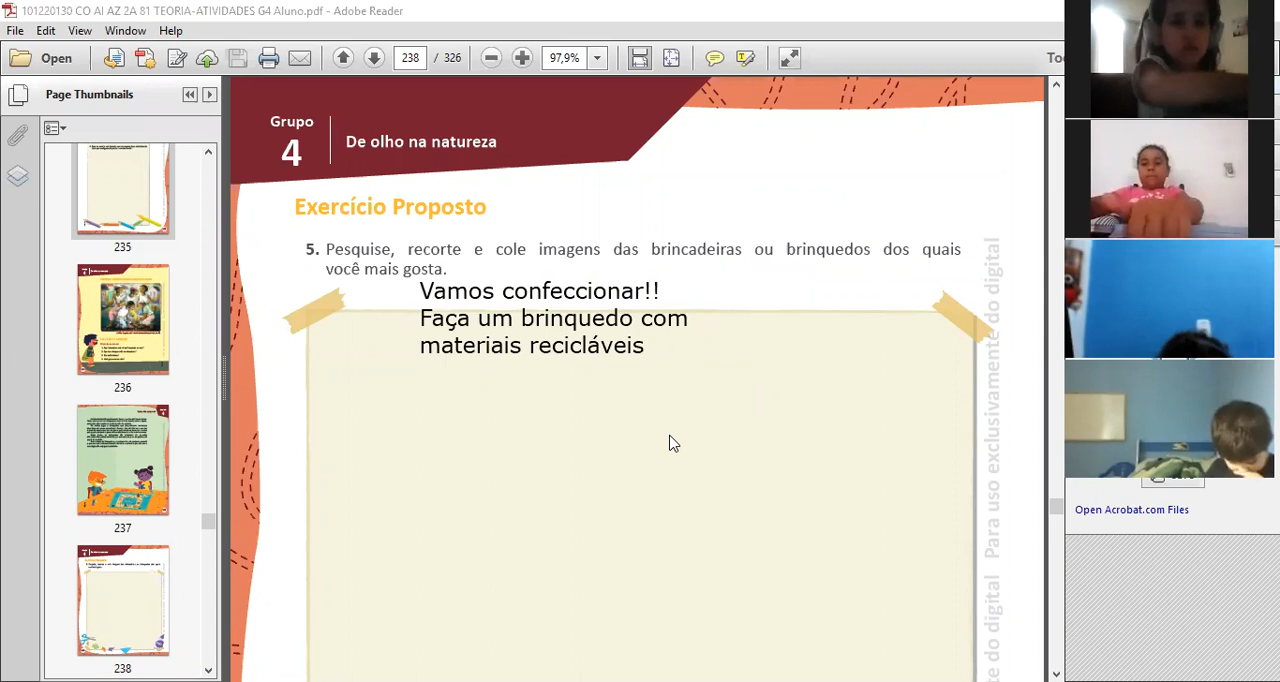 101220130 CO AI AZ 2A 81 TEORIA-ATIVIDADES G4 Aluno.pdf - Adobe Reader
File Edit View Window Help
Open 238 / 326 97,9% Too
Page Thumbnails
235
236
237
238
Grupo
4
De olho na natureza
Exercício Proposto
5. Pesquise, recorte e cole imagens das brincadeiras ou brinquedos dos quais
você mais gosta.
Vamos confeccionar!!
Faça um brinquedo com
materiais recicláveis
Para uso exclusivamente do digital
te do digital
Open Acrobat.com Files